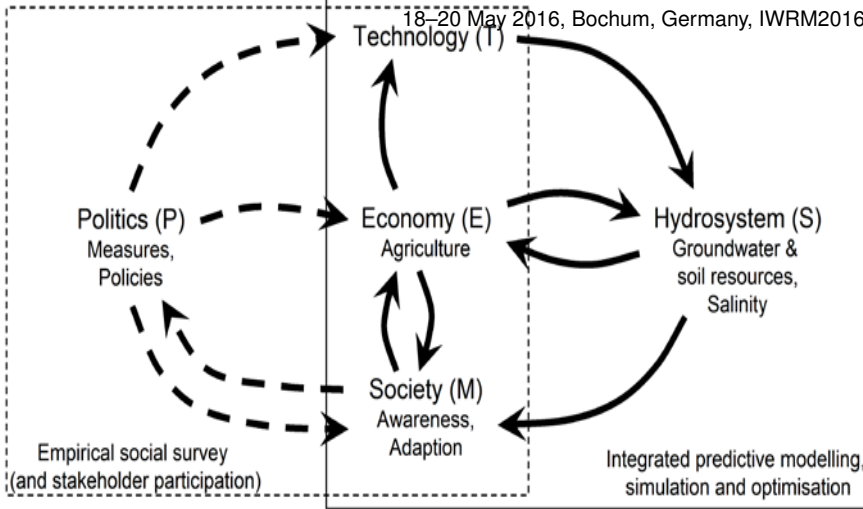 18–20 May 2016, Bochum, Germany, IWRM2016
Technology (T)
Politics (P)
Measures,
Policies
Economy (E)
Agriculture
Hydrosystem (S)
Groundwater &
soil resources,
Salinity
Society (M)
Awareness,
Adaption
Empirical social survey
(and stakeholder participation)
Integrated predictive modelling,
simulation and optimisation